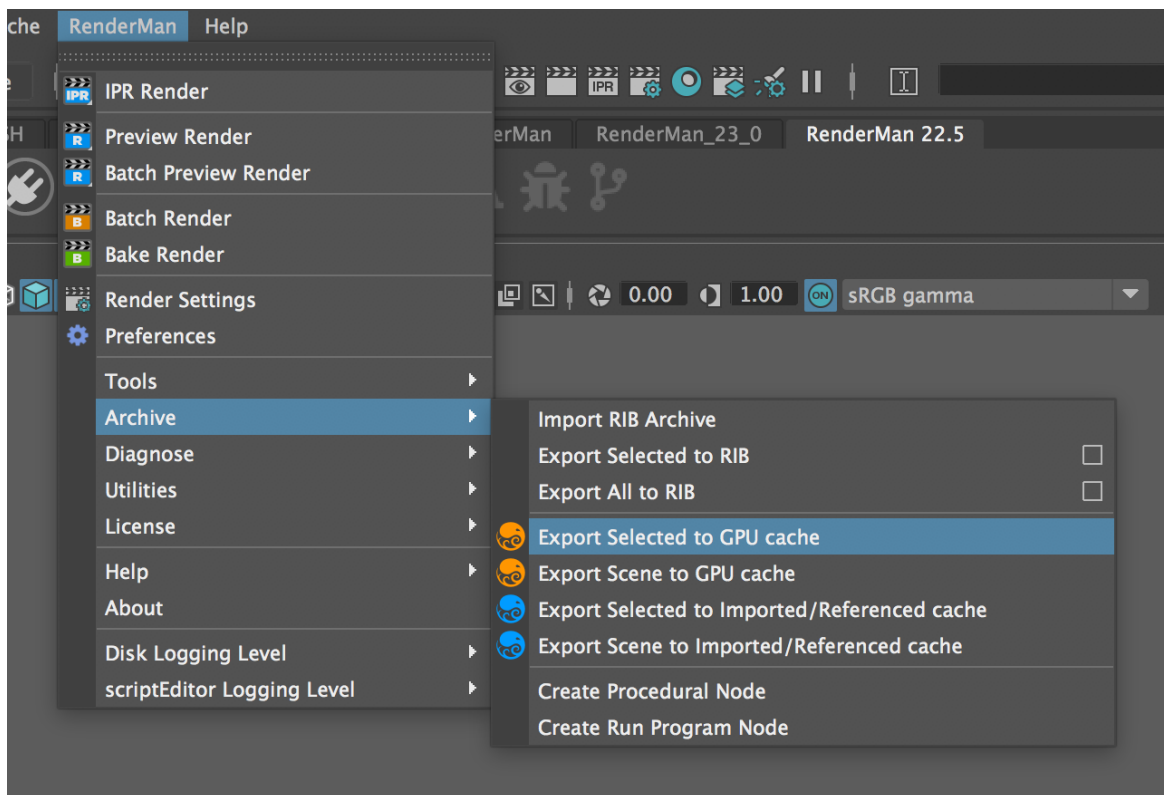 che RenderMan Help
IPR
IPR Render
R
Preview Render
R
Batch Preview Render
B
Batch Render
B
Bake Render
Render Settings
Preferences
Tools
Archive
Diagnose
Utilities
License
Help
About
Disk Logging Level
scriptEditor Logging Level
IPR
SH erMan RenderMan_23_0 RenderMan 22.5
0.00 1.00 ON sRGB gamma
Import RIB Archive
Export Selected to RIB
Export All to RIB
Export Selected to GPU cache
Export Scene to GPU cache
Export Selected to Imported/Referenced cache
Export Scene to Imported/Referenced cache
Create Procedural Node
Create Run Program Node